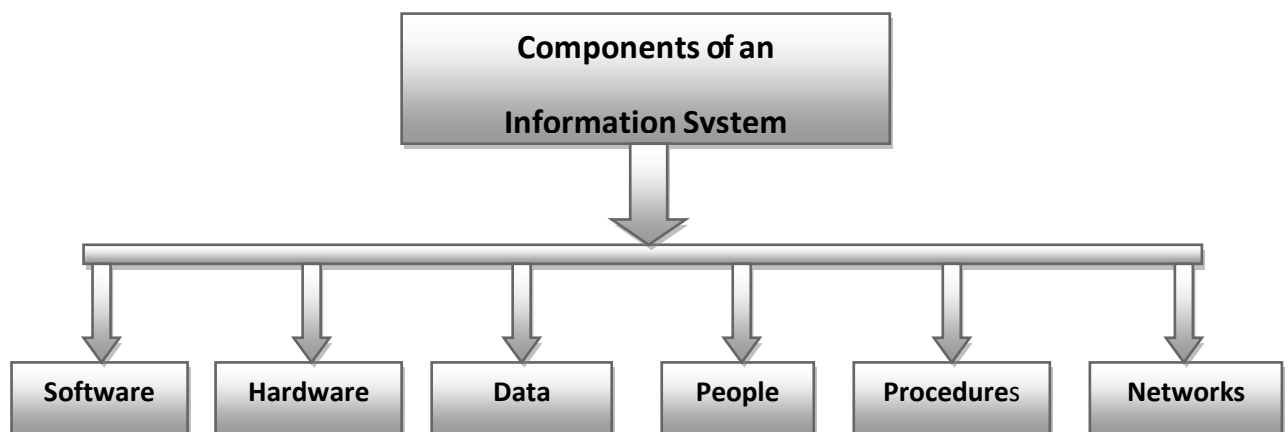 Components of an
Information System
Software
Hardware
Data
People
Procedures
Networks